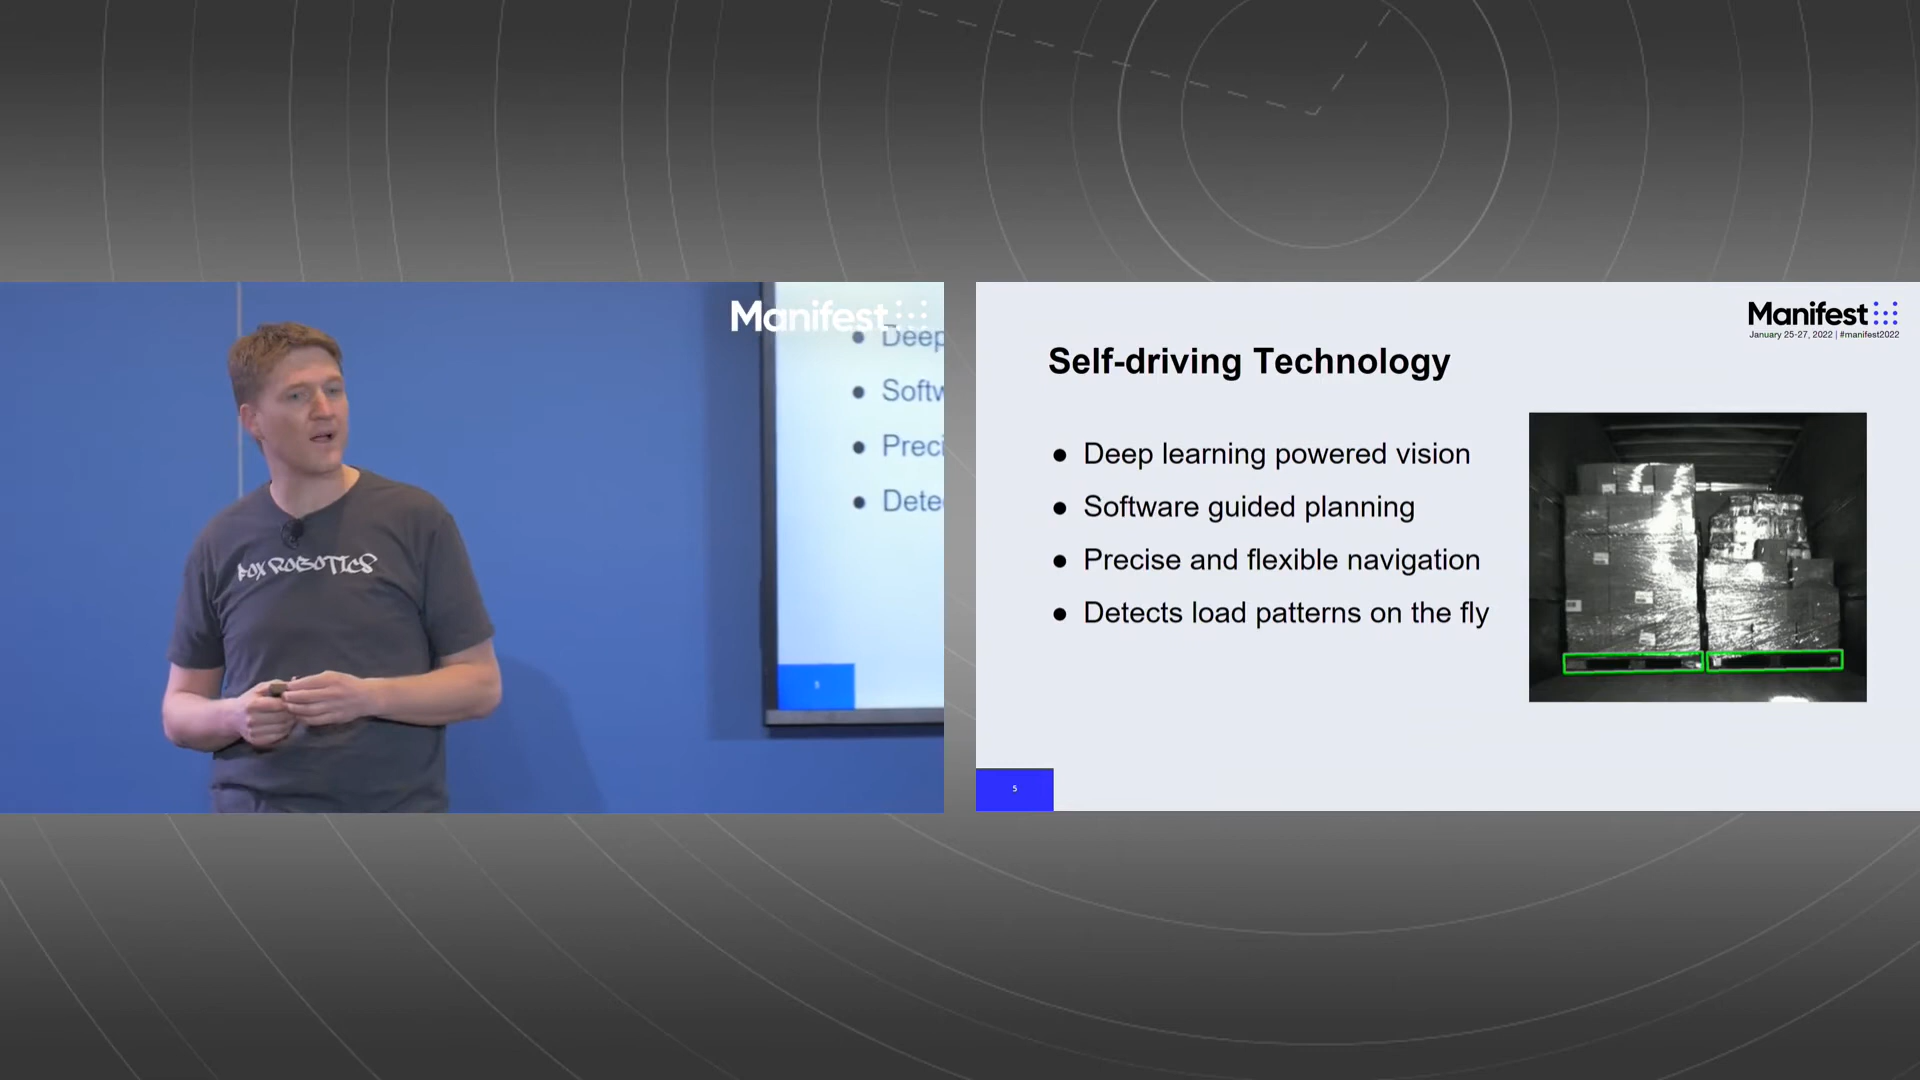 Manifest
Deep
Softw
Preci
Dete
5
FOX ROBOTICS
Manifest
January 25-27, 2022 | #manifest2022
Self-driving Technology
● Deep learning powered vision
● Software guided planning
● Precise and flexible navigation
● Detects load patterns on the fly
5